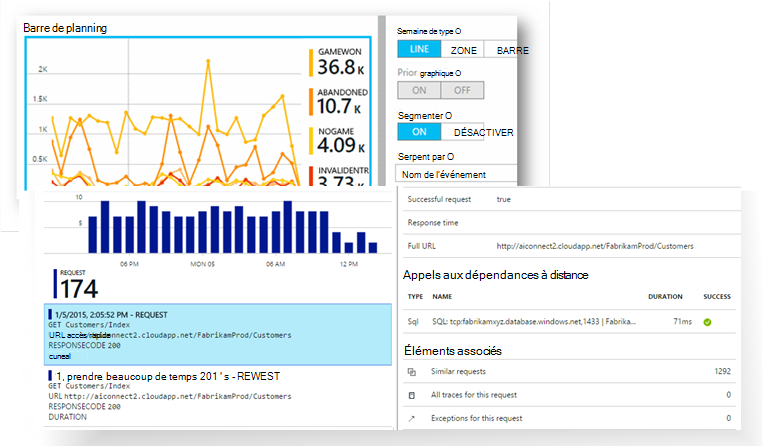 Barre de planning
2K
1.5K
1K
0.5K
GAMEWON
36.8 K
ABANDONED
10.7 K
NOGAME
4.09 K
INVALIDENTR
3.73 K
Semaine de type O
LINE ZONE BARRE
Prior graphique O
ON OFF
Segmenter O
ON DÉSACTIVER
Serpent par O
Nom de l'événement
10
5
06 PM MON 05 06 AM 12 PM
REQUEST
174
1/5/2015, 2:05:52 PM - REQUEST
GET Customers/Index
URL accès rapide aiconnect2.cloudapp.net/FabrikamProd/Customers
RESPONSECODE 200
cuneal
1, prendre beaucoup de temps 201 ' s - REWEST
GET Customers/Index
URL http://aiconnect2.cloudapp.net/FabrikamProd/Customers
RESPONSECODE 200
DURATION
Successful request true
Response time
Full URL http://aiconnect2.cloudapp.net/FabrikamProd/Customers
Appels aux dépendances à distance
TYPE NAME DURATION SUCCESS
Sql SQL: tcp:fabrikamxyz.database.windows.net,1433 | Fabrika... 71ms
Éléments associés
Similar requests 1292
All traces for this request 0
Exceptions for this request 0